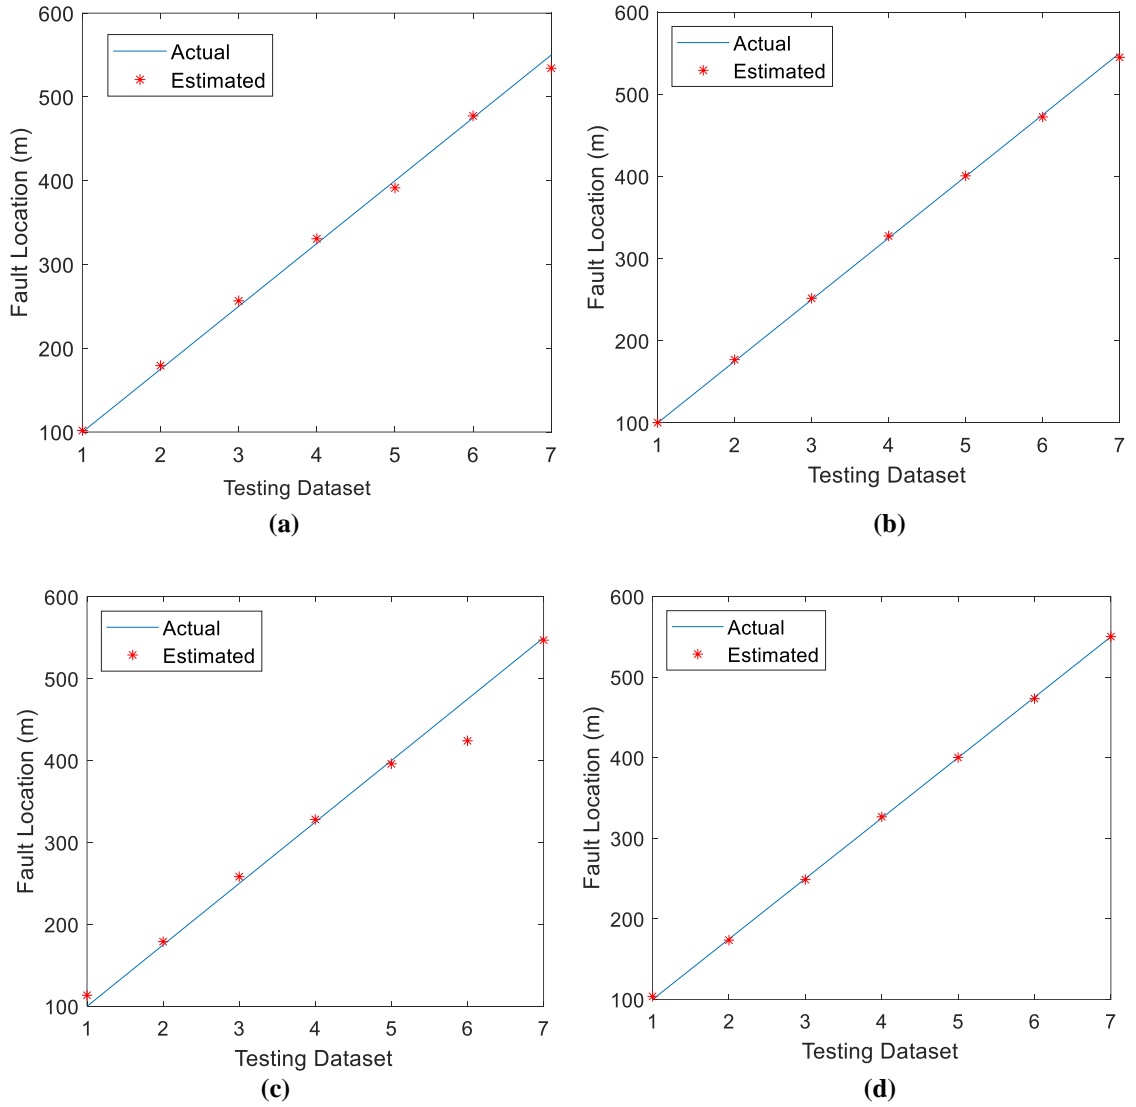 600
500
400
300
200
100
Fault Location (m)
Actual
Estimated
1 2 3 4 5 6 7
Testing Dataset
(a)
600
500
400
300
200
100
Fault Location (m)
Actual
Estimated
1 2 3 4 5 6 7
Testing Dataset
(b)
600
500
400
300
200
100
Fault Location (m)
Actual
Estimated
1 2 3 4 5 6 7
Testing Dataset
(c)
600
500
400
300
200
100
Fault Location (m)
Actual
Estimated
1 2 3 4 5 6 7
Testing Dataset
(d)